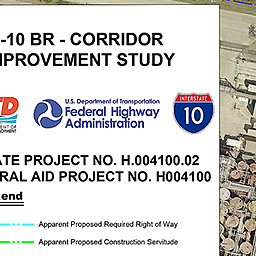 -10 BR - CORRIDOR
MPROVEMENT STUDY
U.S. Department of Transportation
Federal Highway
Administration
INTERSTATE
10
ATE PROJECT NO. H.004100.02
RAL AID PROJECT NO. H004100
end
Apparent Proposed Required Right of Way
Apparent Proposed Construction Servitude